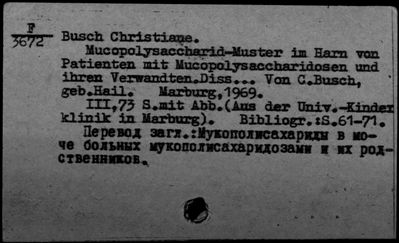 F
3672
Busch Christiane.
Mucopolysaccharid-Muster im Harn von
Patienten mit Mucopolysaccharidosen und
ihren Verwandten.Diss... Von C.Busch,
geb.Hail. Marburg,1969.
III,73 S.mit Abb.(Aus der Univ.-Kinder
klinik in Marburg). Bibliogr.:S.61-71.
Перевод загл.:Мукополисахариды в мо-
че больных мукополисахаридозами и их род-
ственников.